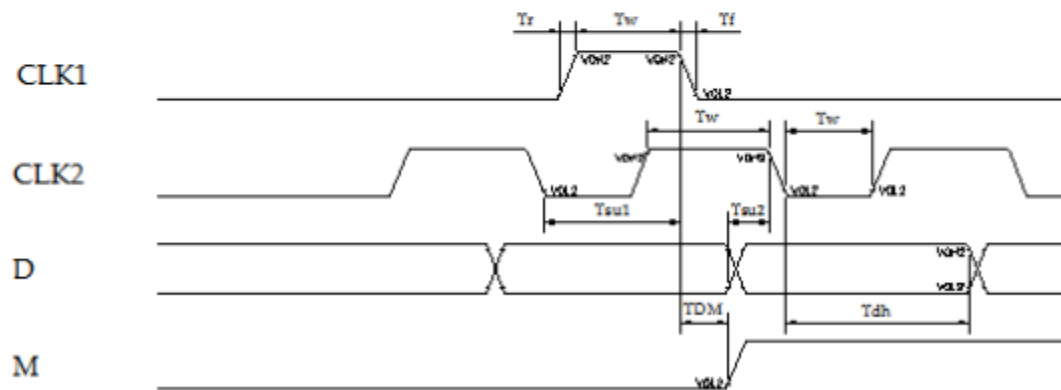 Tr Tw Tf
CLK1
VOH2 VOH2
VOL2
Tw Tw
CLK2
VOH2 VOH2
VOL2 VOL2 VOL2
Tsu1 Tsu2
D
VOH2
VOL2
TDM Tdh
M
VOL2